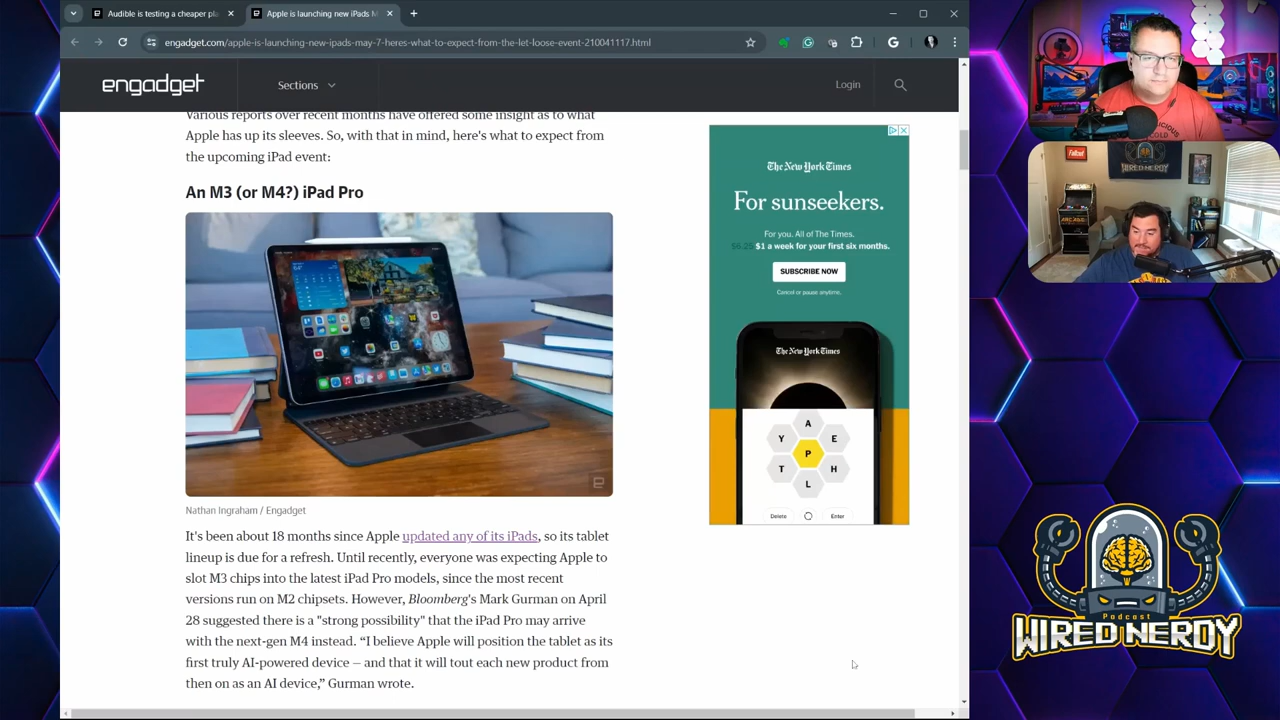 Audible is testing a cheaper pla
Apple is launching new iPads M
engadget.com/apple-is-launching-new-ipads-may-7-heres-what-to-expect-from-the-let-loose-event-210041117.html
engadget
Sections
Login
Various reports over recent months have offered some insight as to what
Apple has up its sleeves. So, with that in mind, here's what to expect from
the upcoming iPad event:
An M3 (or M4?) iPad Pro
Nathan Ingraham / Engadget
It's been about 18 months since Apple updated any of its iPads, so its tablet
lineup is due for a refresh. Until recently, everyone was expecting Apple to
slot M3 chips into the latest iPad Pro models, since the most recent
versions run on M2 chipsets. However, Bloomberg's Mark Gurman on April
28 suggested there is a "strong possibility" that the iPad Pro may arrive
with the next-gen M4 instead. “I believe Apple will position the tablet as its
first truly AI-powered device — and that it will tout each new product from
then on as an AI device,” Gurman wrote.
The New York Times
For sunseekers.
For you. All of The Times.
$6.25 $1 a week for your first six months.
SUBSCRIBE NOW
Cancel or pause anytime.
The New York Times
A
Y
E
P
T
H
L
Delete
Enter
Fallout
WIRED NERDY
ARCADE
Podcast
WIRED NERDY